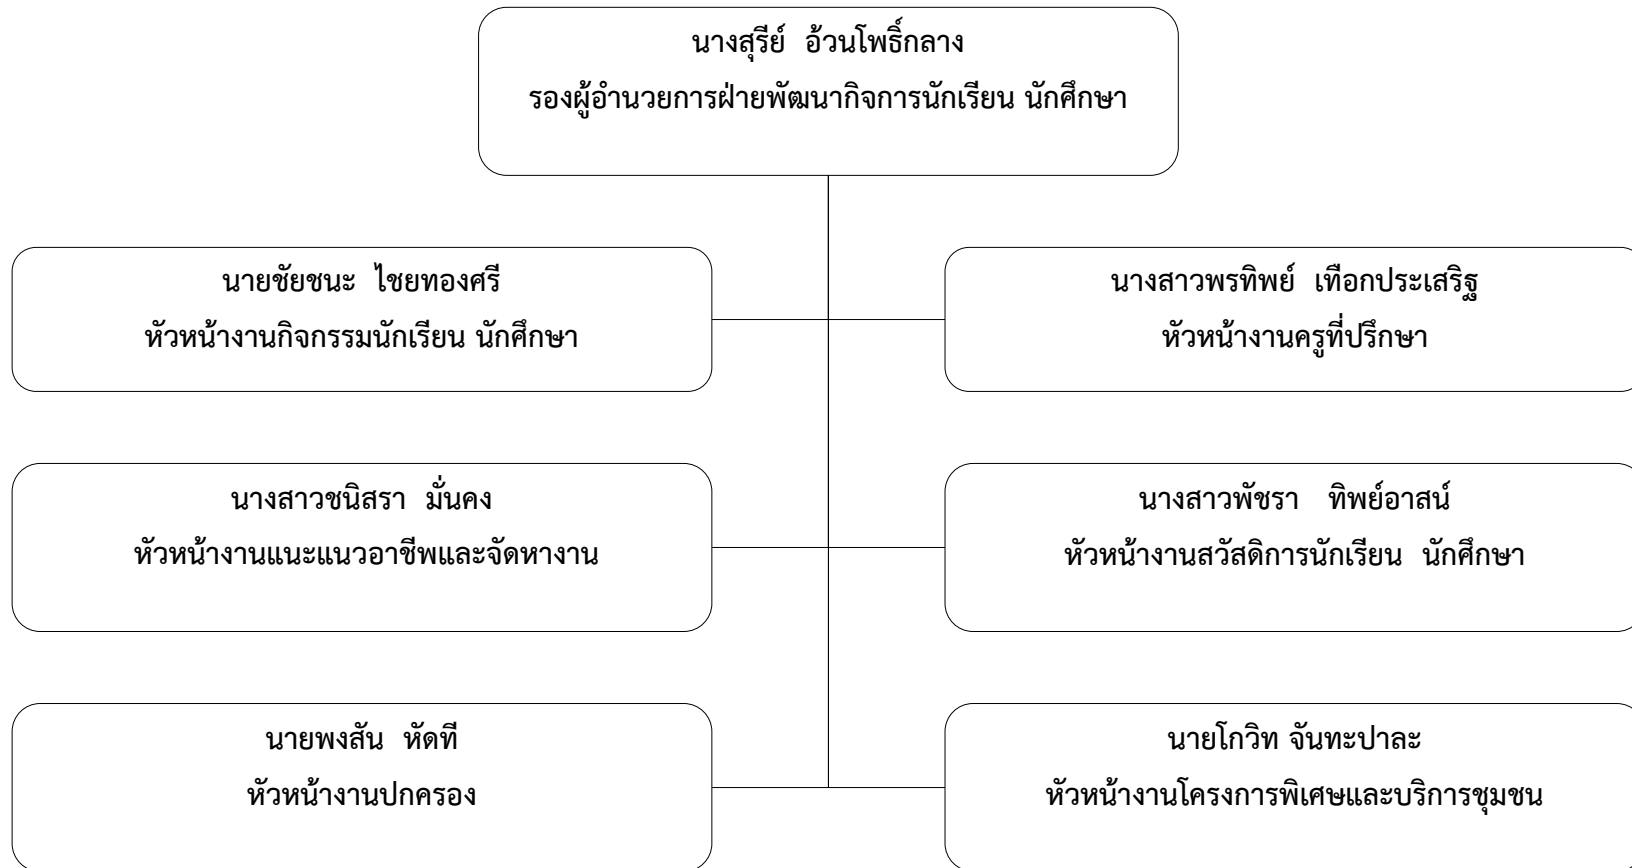 นางสุรีย์  อ้วนโพธิ์กลาง
รองผู้อำนวยการฝ่ายพัฒนากิจการนักเรียน นักศึกษา
นายชัยชนะ  ไชยทองศรี
หัวหน้างานกิจกรรมนักเรียน นักศึกษา
นางสาวพรทิพย์  เทือกประเสริฐ
หัวหน้างานครูที่ปรึกษา
นางสาวชนิสรา  มั่นคง
หัวหน้างานแนะแนวอาชีพและจัดหางาน
นางสาวพัชรา   ทิพย์อาสน์
หัวหน้างานสวัสดิการนักเรียน  นักศึกษา
นายพงสัน  หัดที
หัวหน้างานปกครอง
นายโกวิท จันทะปาละ
หัวหน้างานโครงการพิเศษและบริการชุมชน